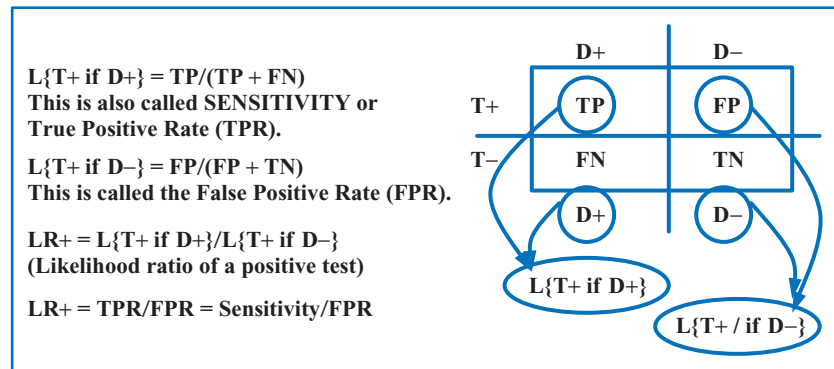 L{T+ if D+} = TP/(TP + FN)
This is also called SENSITIVITY or
True Positive Rate (TPR).
L{T+ if D−} = FP/(FP + TN)
This is called the False Positive Rate (FPR).
LR+ = L{T+ if D+}/L{T+ if D−}
(Likelihood ratio of a positive test)
LR+ = TPR/FPR = Sensitivity/FPR
D+ D−
T+ TP FP
T− FN TN
D+ D−
L{T+ if D+}
L{T+ / if D−}